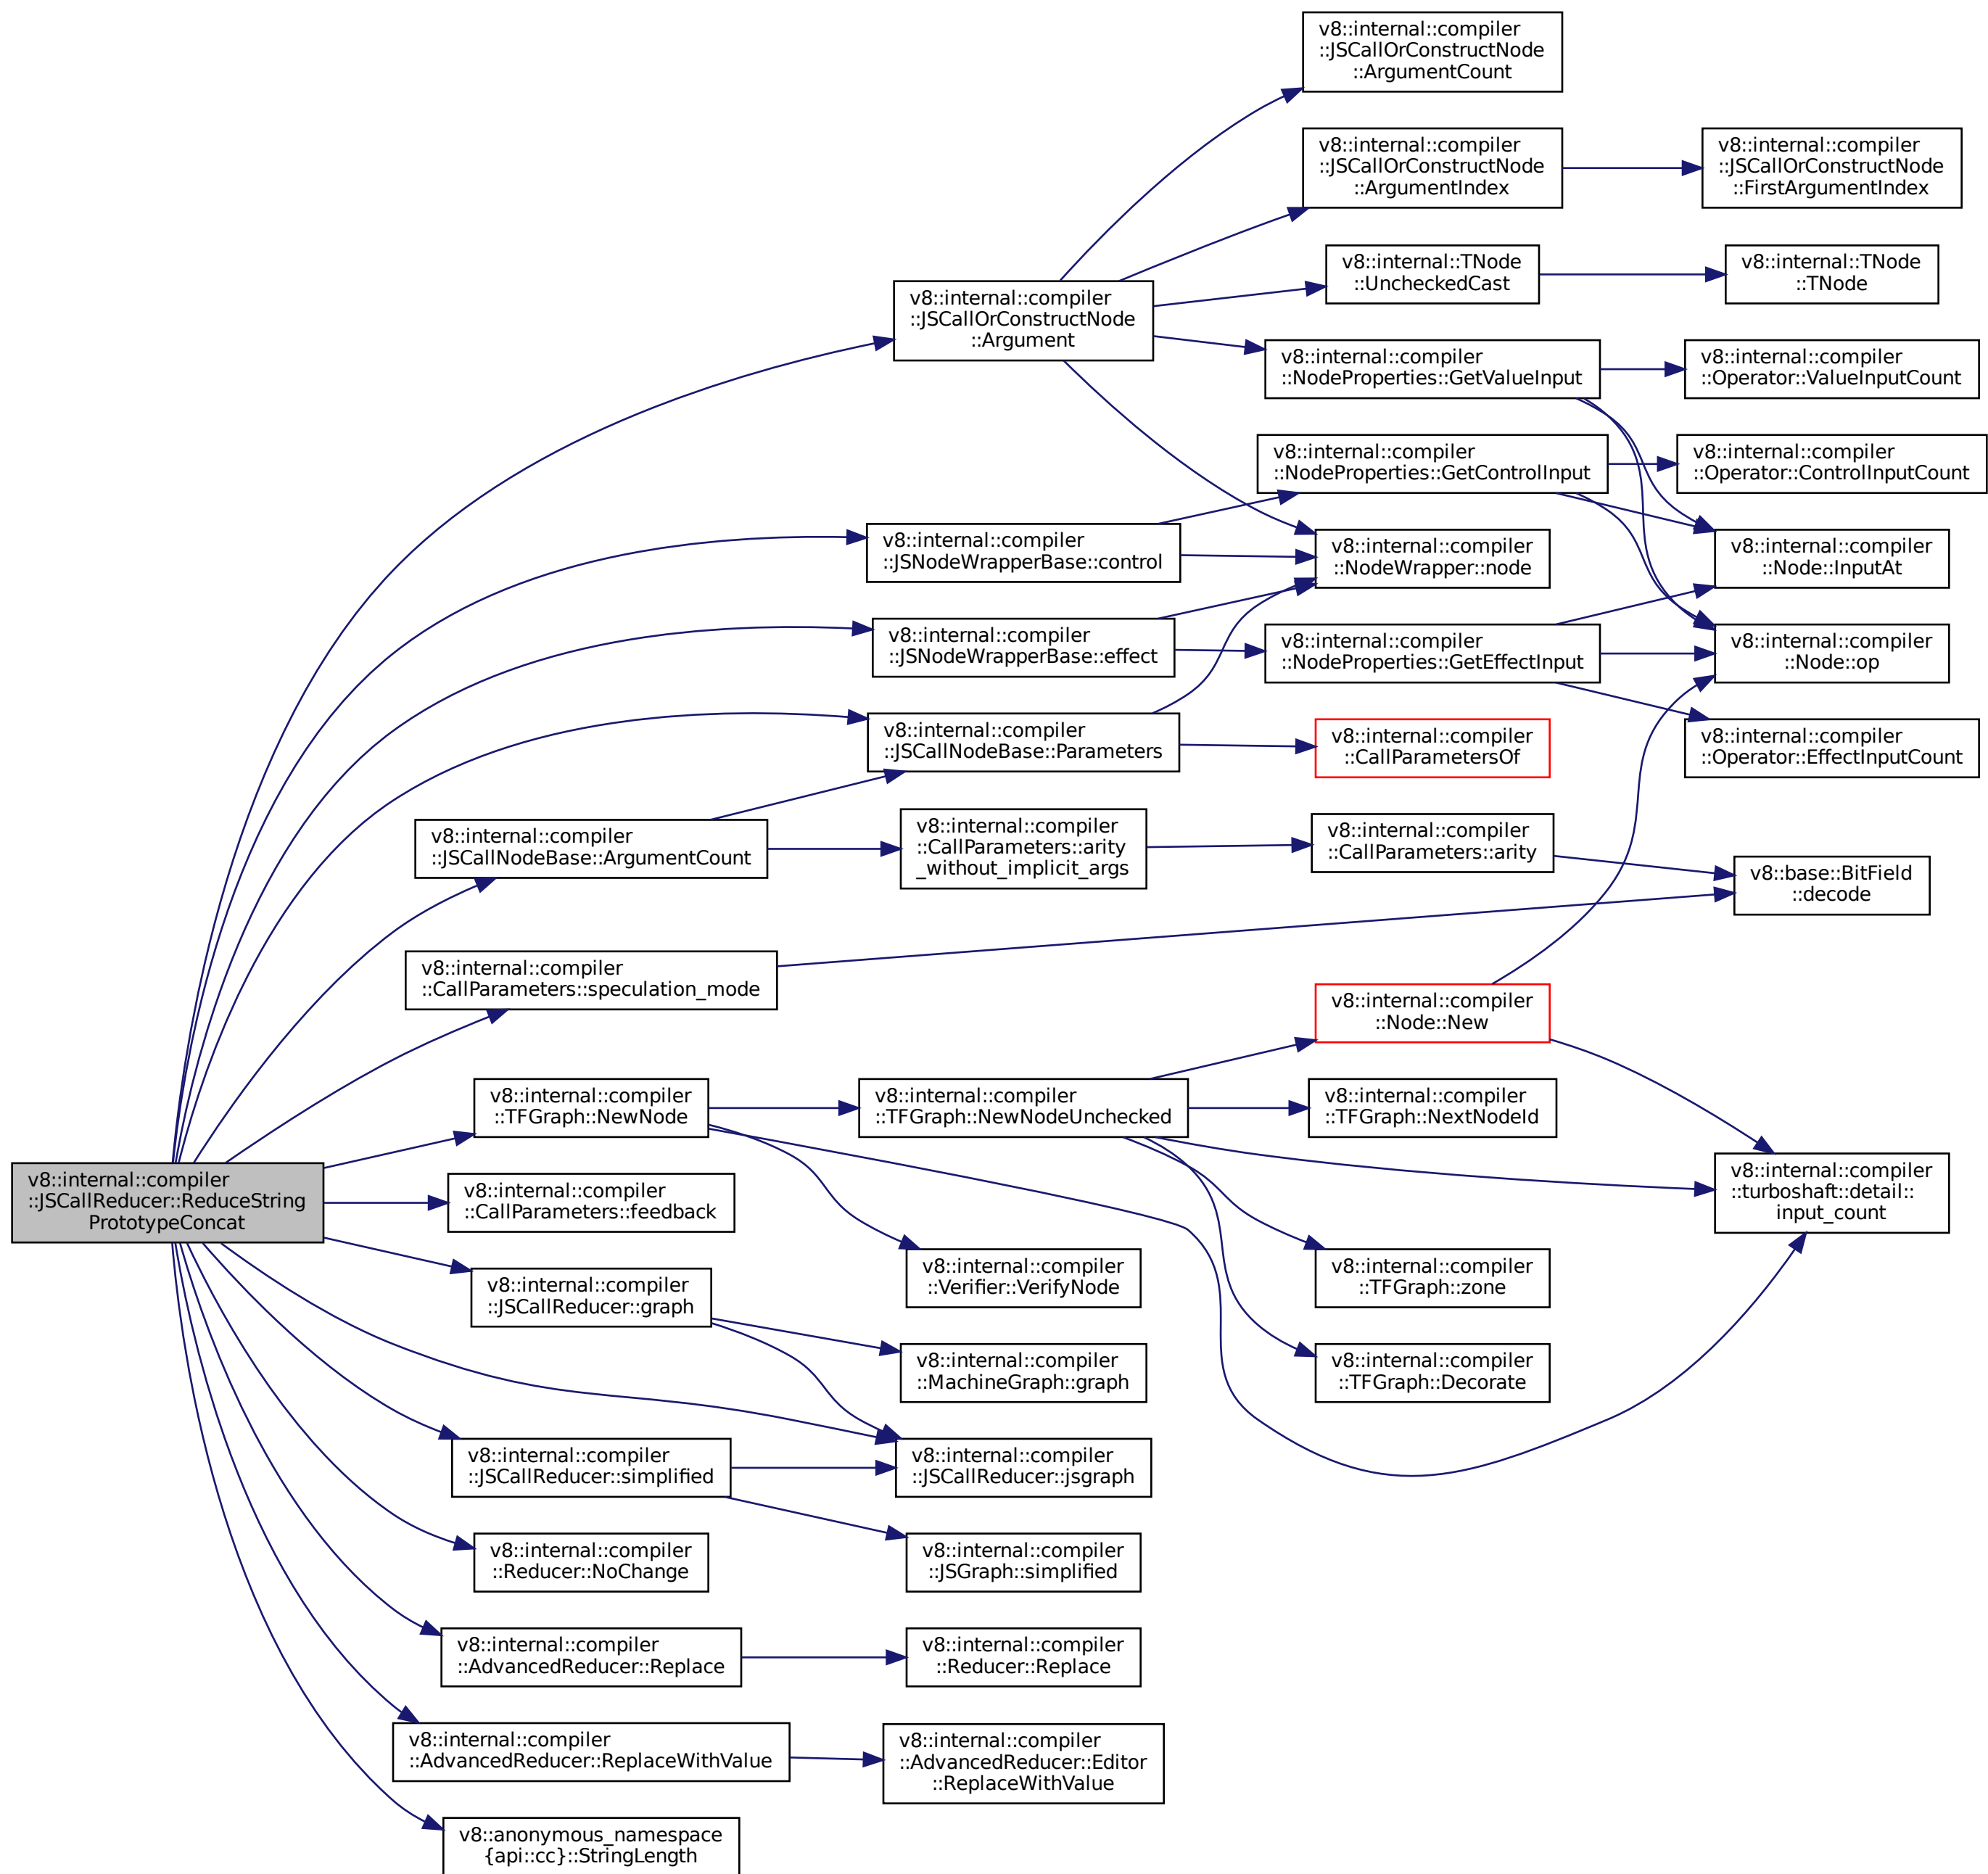 v8::internal::compiler
::JSCallReducer::ReduceString
PrototypeConcat
v8::internal::compiler
::JSCallOrConstructNode
::Argument
v8::internal::compiler
::JSCallOrConstructNode
::ArgumentCount
v8::internal::compiler
::JSCallOrConstructNode
::ArgumentIndex
v8::internal::compiler
::JSCallOrConstructNode
::FirstArgumentIndex
v8::internal::TNode
::UncheckedCast
v8::internal::TNode
::TNode
v8::internal::compiler
::NodeProperties::GetValueInput
v8::internal::compiler
::Operator::ValueInputCount
v8::internal::compiler
::NodeProperties::GetControlInput
v8::internal::compiler
::Operator::ControlInputCount
v8::internal::compiler
::JSNodeWrapperBase::control
v8::internal::compiler
::NodeWrapper::node
v8::internal::compiler
::Node::InputAt
v8::internal::compiler
::JSNodeWrapperBase::effect
v8::internal::compiler
::NodeProperties::GetEffectInput
v8::internal::compiler
::Node::op
v8::internal::compiler
::JSCallNodeBase::Parameters
v8::internal::compiler
::CallParametersOf
v8::internal::compiler
::Operator::EffectInputCount
v8::internal::compiler
::JSCallNodeBase::ArgumentCount
v8::internal::compiler
::CallParameters::arity
_without_implicit_args
v8::internal::compiler
::CallParameters::arity
v8::base::BitField
::decode
v8::internal::compiler
::CallParameters::speculation_mode
v8::internal::compiler
::Node::New
v8::internal::compiler
::TFGraph::NewNode
v8::internal::compiler
::TFGraph::NewNodeUnchecked
v8::internal::compiler
::TFGraph::NextNodeId
v8::internal::compiler
::turboshaft::detail::
input_count
v8::internal::compiler
::CallParameters::feedback
v8::internal::compiler
::Verifier::VerifyNode
v8::internal::compiler
::TFGraph::zone
v8::internal::compiler
::JSCallReducer::graph
v8::internal::compiler
::MachineGraph::graph
v8::internal::compiler
::TFGraph::Decorate
v8::internal::compiler
::JSCallReducer::simplified
v8::internal::compiler
::JSCallReducer::jsgraph
v8::internal::compiler
::Reducer::NoChange
v8::internal::compiler
::JSGraph::simplified
v8::internal::compiler
::AdvancedReducer::Replace
v8::internal::compiler
::Reducer::Replace
v8::internal::compiler
::AdvancedReducer::ReplaceWithValue
v8::internal::compiler
::AdvancedReducer::Editor
::ReplaceWithValue
v8::anonymous_namespace
{api::cc}::StringLength